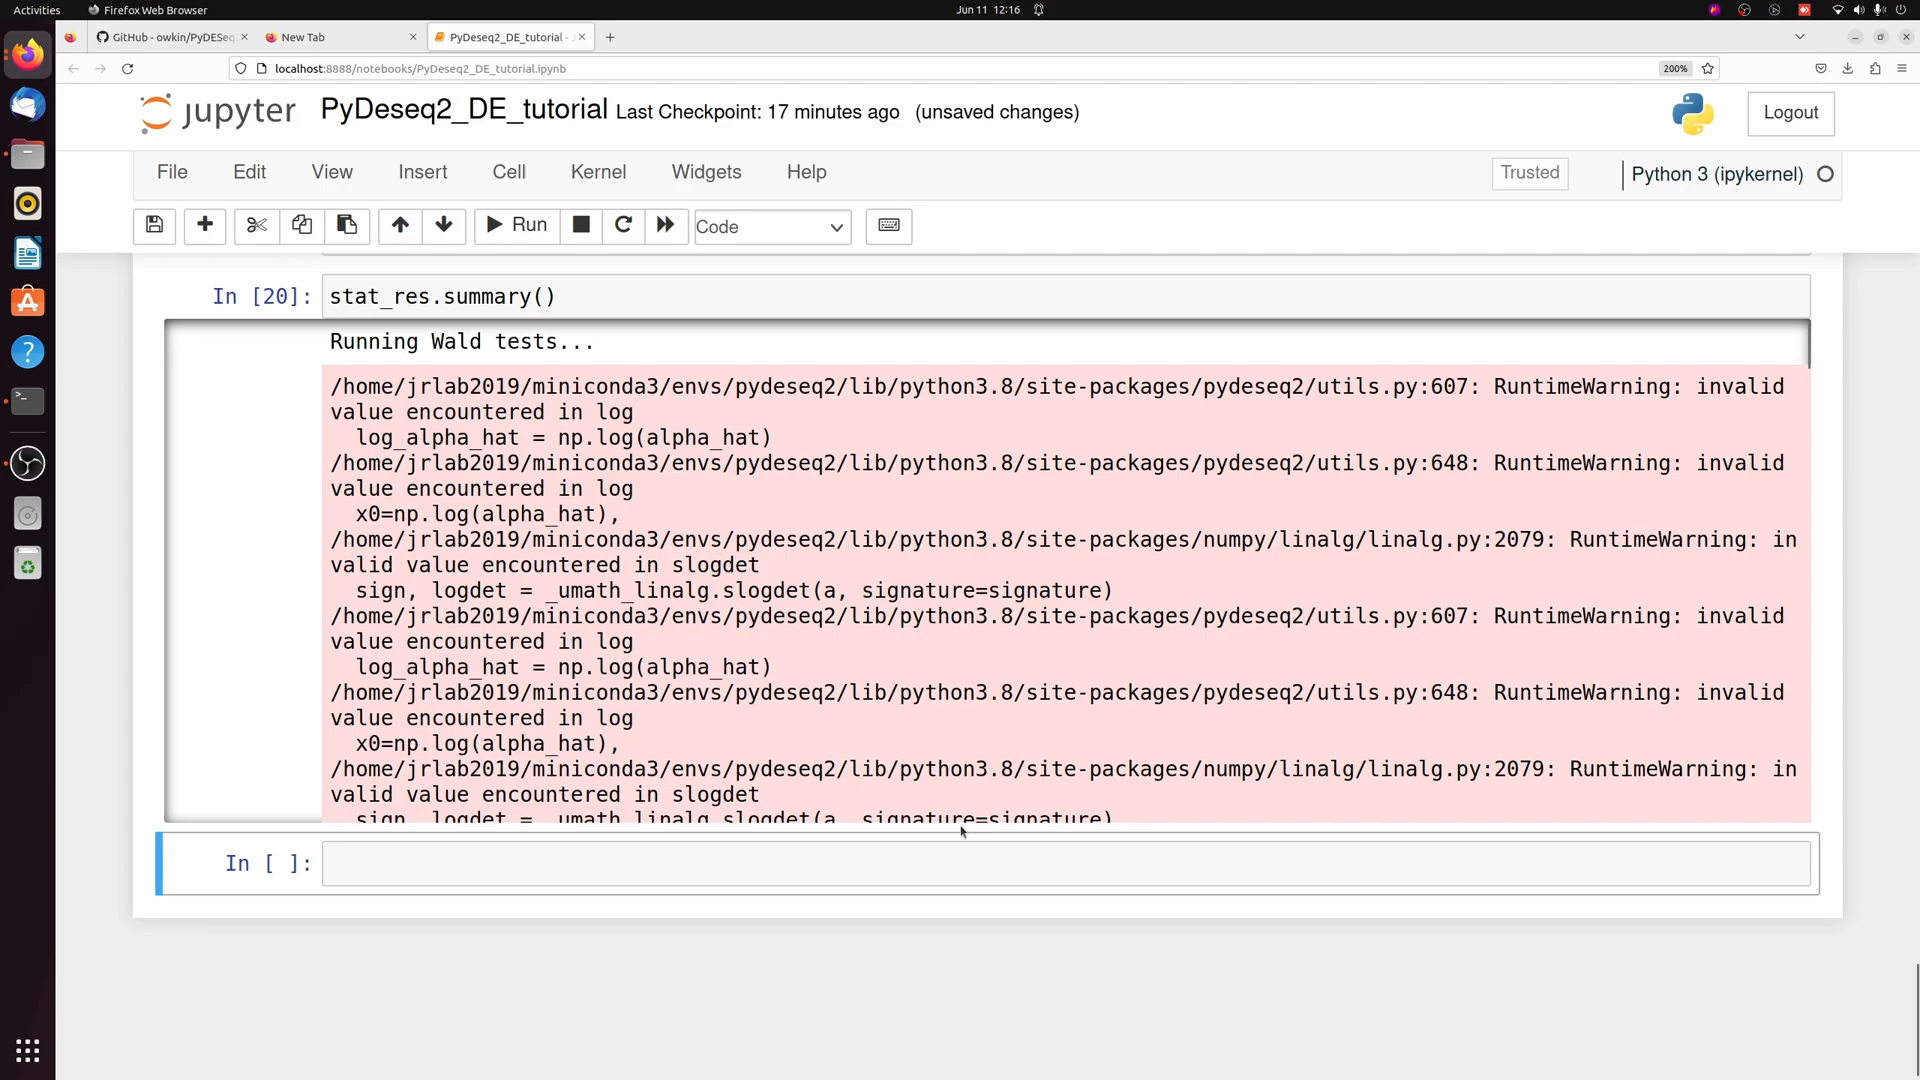 Activities Firefox Web Browser Jun 11 12:16
GitHub - owkin/PyDESeq New Tab PyDeseq2_DE_tutorial -
localhost:8888/notebooks/PyDeseq2_DE_tutorial.ipynb 200%
jupyter PyDeseq2_DE_tutorial Last Checkpoint: 17 minutes ago (unsaved changes) Logout
File Edit View Insert Cell Kernel Widgets Help Trusted Python 3 (ipykernel)
Run Code
In [20]: stat_res.summary()
Running Wald tests...
/home/jrlab2019/miniconda3/envs/pydeseq2/lib/python3.8/site-packages/pydeseq2/utils.py:607: RuntimeWarning: invalid
value encountered in log
log_alpha_hat = np.log(alpha_hat)
/home/jrlab2019/miniconda3/envs/pydeseq2/lib/python3.8/site-packages/pydeseq2/utils.py:648: RuntimeWarning: invalid
value encountered in log
x0=np.log(alpha_hat),
/home/jrlab2019/miniconda3/envs/pydeseq2/lib/python3.8/site-packages/numpy/linalg/linalg.py:2079: RuntimeWarning: in
valid value encountered in slogdet
sign, logdet = _umath_linalg.slogdet(a, signature=signature)
/home/jrlab2019/miniconda3/envs/pydeseq2/lib/python3.8/site-packages/pydeseq2/utils.py:607: RuntimeWarning: invalid
value encountered in log
log_alpha_hat = np.log(alpha_hat)
/home/jrlab2019/miniconda3/envs/pydeseq2/lib/python3.8/site-packages/pydeseq2/utils.py:648: RuntimeWarning: invalid
value encountered in log
x0=np.log(alpha_hat),
/home/jrlab2019/miniconda3/envs/pydeseq2/lib/python3.8/site-packages/numpy/linalg/linalg.py:2079: RuntimeWarning: in
valid value encountered in slogdet
sign, logdet = _umath_linalg.slogdet(a, signature=signature)
In [ ]: